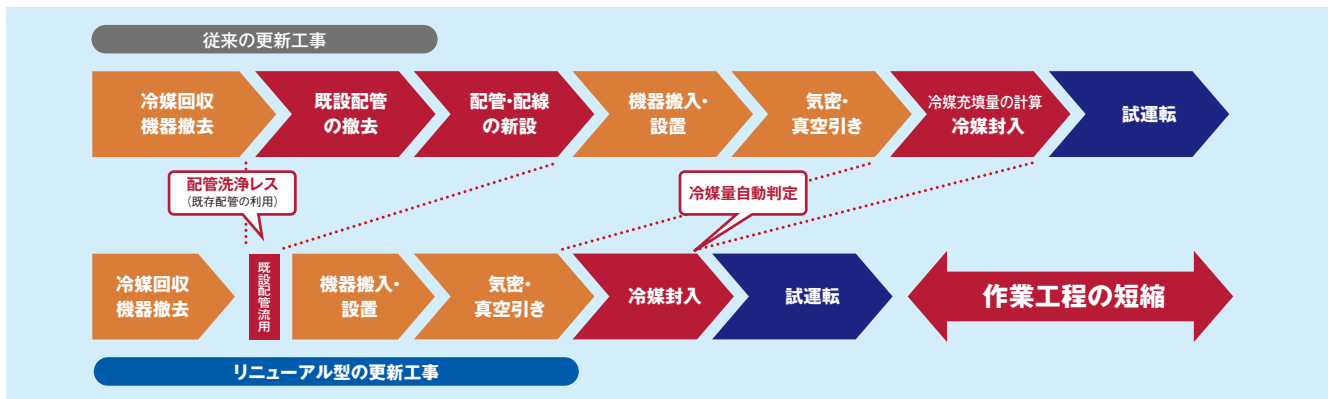 従来の更新工事
冷媒回収
機器撤去
既設配管
の撤去
配管・配線
の新設
機器搬入・
設置
気密・
真空引き
冷媒充填量の計算
冷媒封入
試運転
配管洗浄レス
(既存配管の利用)
冷媒量自動判定
冷媒回収
機器撤去
既設配管流用
機器搬入・
設置
気密・
真空引き
冷媒封入
試運転
作業工程の短縮
リニューアル型の更新工事